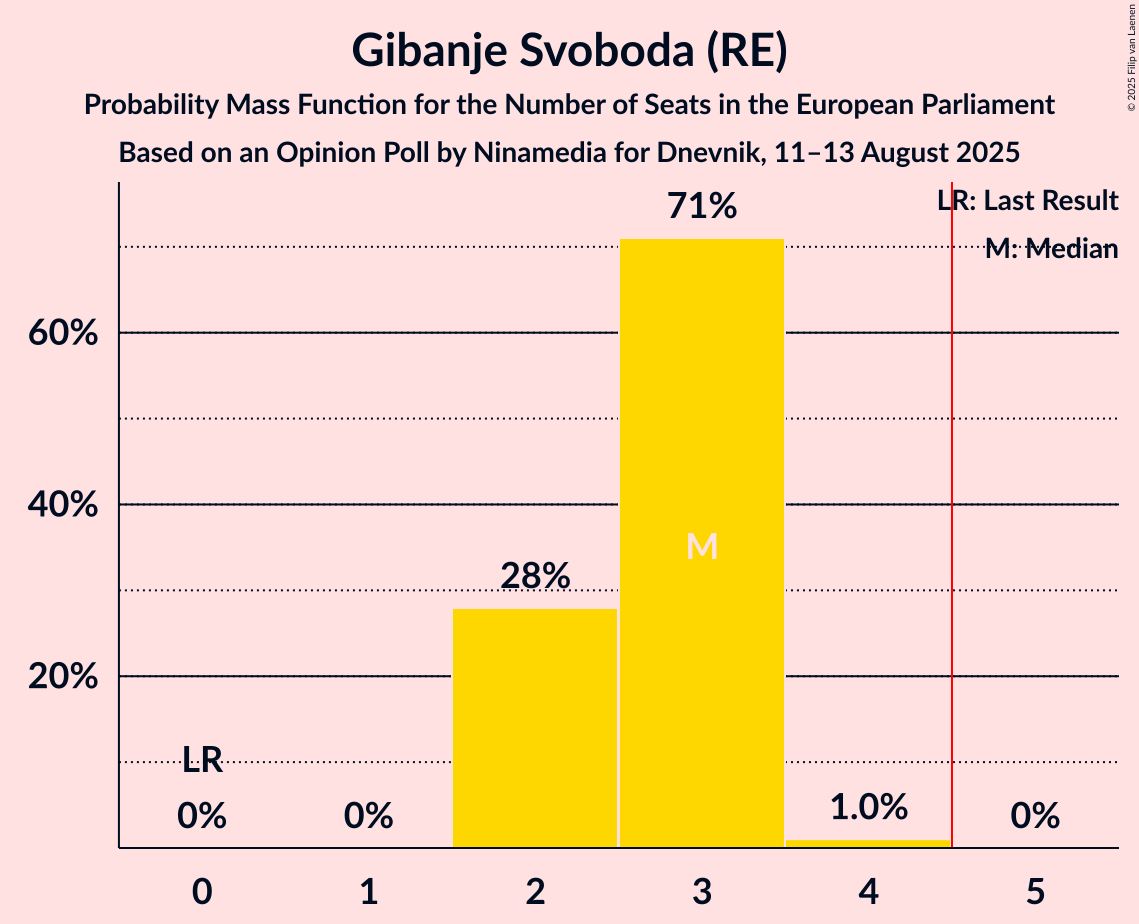 Gibanje Svoboda (RE)
Probability Mass Function for the Number of Seats in the European Parliament
Based on an Opinion Poll by Ninamedia for Dnevnik, 11–13 August 2025
© 2025 Filip van Laenen
LR: Last Result
M: Median
71%
60%
40%
M
28%
20%
LR
0%
0%
1.0%
0%
0
1
2
3
4
5